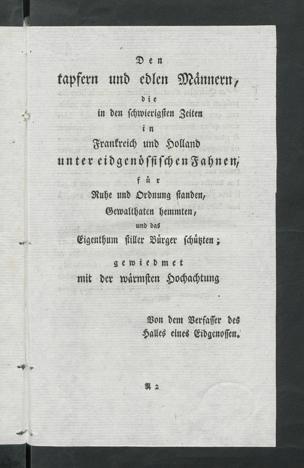 Den
tapfern und edlen Männern,
die
in den schwierigsten Zeiten
in
Frankreich und Holland
unter eidgenössischen Fahnen,
für
Ruhe und Ordnung standen,
Gewaltthaten hemmten,
und das
Eigenthum stiller Bürger schützten;
gewiedmet
mit der wärmsten Hochachtung
Von dem Verfasser des
Halles eines Eidgenossen.
A 2